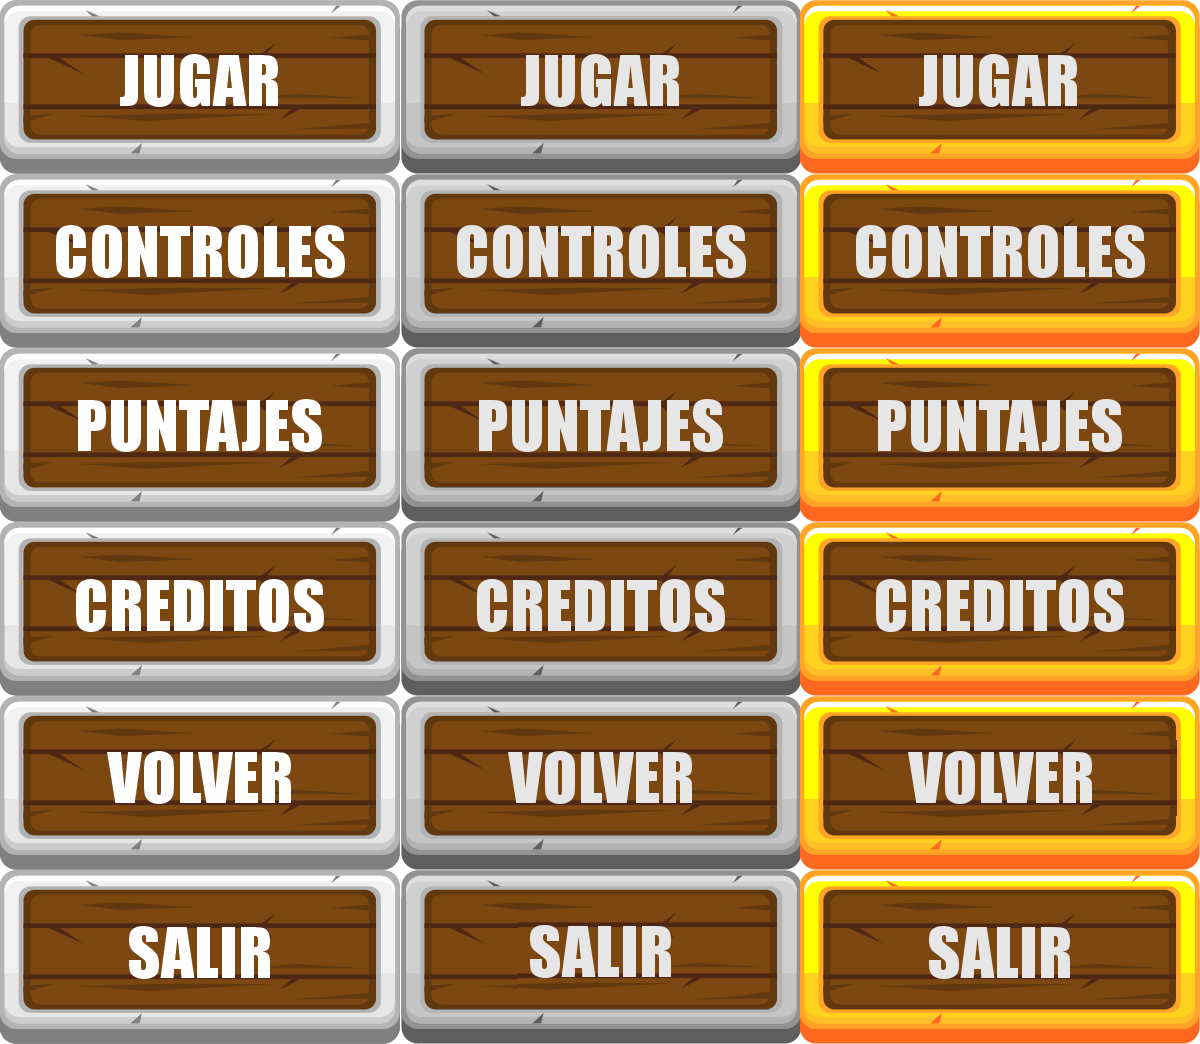 JUGAR JUGAR JUGAR
CONTROLES CONTROLES CONTROLES
PUNTAJES PUNTAJES PUNTAJES
CREDITOS CREDITOS CREDITOS
VOLVER VOLVER VOLVER
SALIR SALIR SALIR